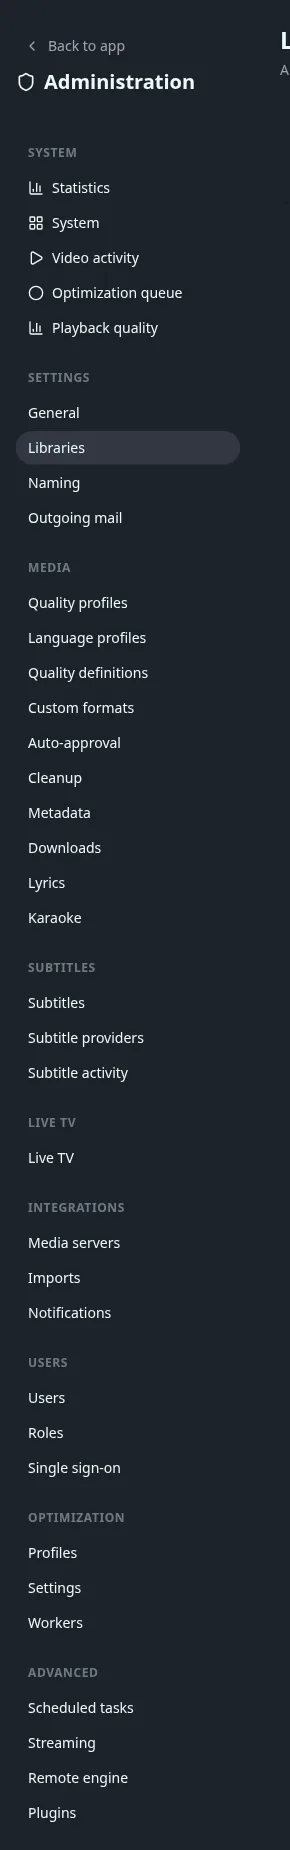 Back to app
L
Administration
A
SYSTEM
Statistics
System
Video activity
Optimization queue
Playback quality
SETTINGS
General
Libraries
Naming
Outgoing mail
MEDIA
Quality profiles
Language profiles
Quality definitions
Custom formats
Auto-approval
Cleanup
Metadata
Downloads
Lyrics
Karaoke
SUBTITLES
Subtitles
Subtitle providers
Subtitle activity
LIVE TV
Live TV
INTEGRATIONS
Media servers
Imports
Notifications
USERS
Users
Roles
Single sign-on
OPTIMIZATION
Profiles
Settings
Workers
ADVANCED
Scheduled tasks
Streaming
Remote engine
Plugins